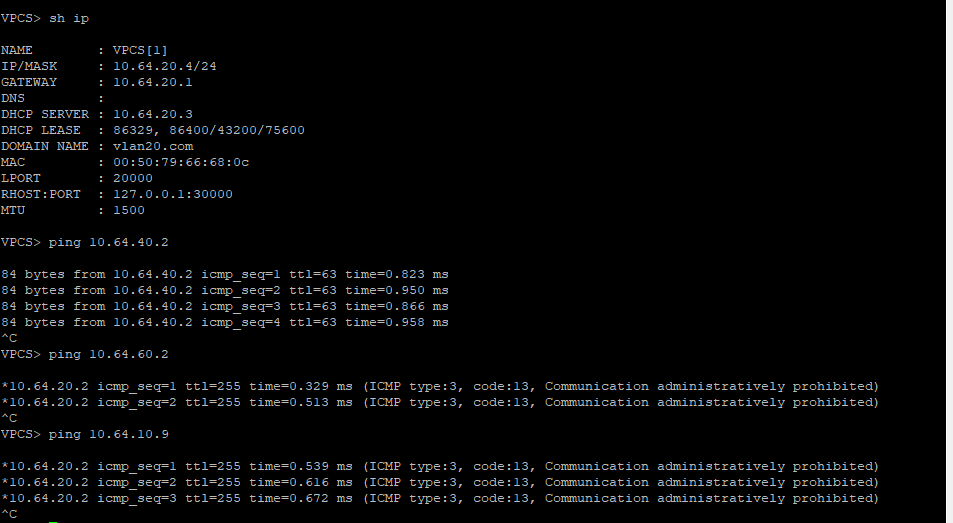 VPCS> sh ip
NAME : VPCS[1]
IP/MASK : 10.64.20.4/24
GATEWAY : 10.64.20.1
DNS :
DHCP SERVER : 10.64.20.3
DHCP LEASE : 86329, 86400/43200/75600
DOMAIN NAME : vlan20.com
MAC : 00:50:79:66:68:0c
LPORT : 20000
RHOST:PORT : 127.0.0.1:30000
MTU : 1500
VPCS> ping 10.64.40.2
84 bytes from 10.64.40.2 icmp_seq=1 ttl=63 time=0.823 ms
84 bytes from 10.64.40.2 icmp_seq=2 ttl=63 time=0.950 ms
84 bytes from 10.64.40.2 icmp_seq=3 ttl=63 time=0.866 ms
84 bytes from 10.64.40.2 icmp_seq=4 ttl=63 time=0.958 ms
^C
VPCS> ping 10.64.60.2
*10.64.20.2 icmp_seq=1 ttl=255 time=0.329 ms (ICMP type:3, code:13, Communication administratively prohibited)
*10.64.20.2 icmp_seq=2 ttl=255 time=0.513 ms (ICMP type:3, code:13, Communication administratively prohibited)
^C
VPCS> ping 10.64.10.9
*10.64.20.2 icmp_seq=1 ttl=255 time=0.539 ms (ICMP type:3, code:13, Communication administratively prohibited)
*10.64.20.2 icmp_seq=2 ttl=255 time=0.616 ms (ICMP type:3, code:13, Communication administratively prohibited)
*10.64.20.2 icmp_seq=3 ttl=255 time=0.672 ms (ICMP type:3, code:13, Communication administratively prohibited)
^C